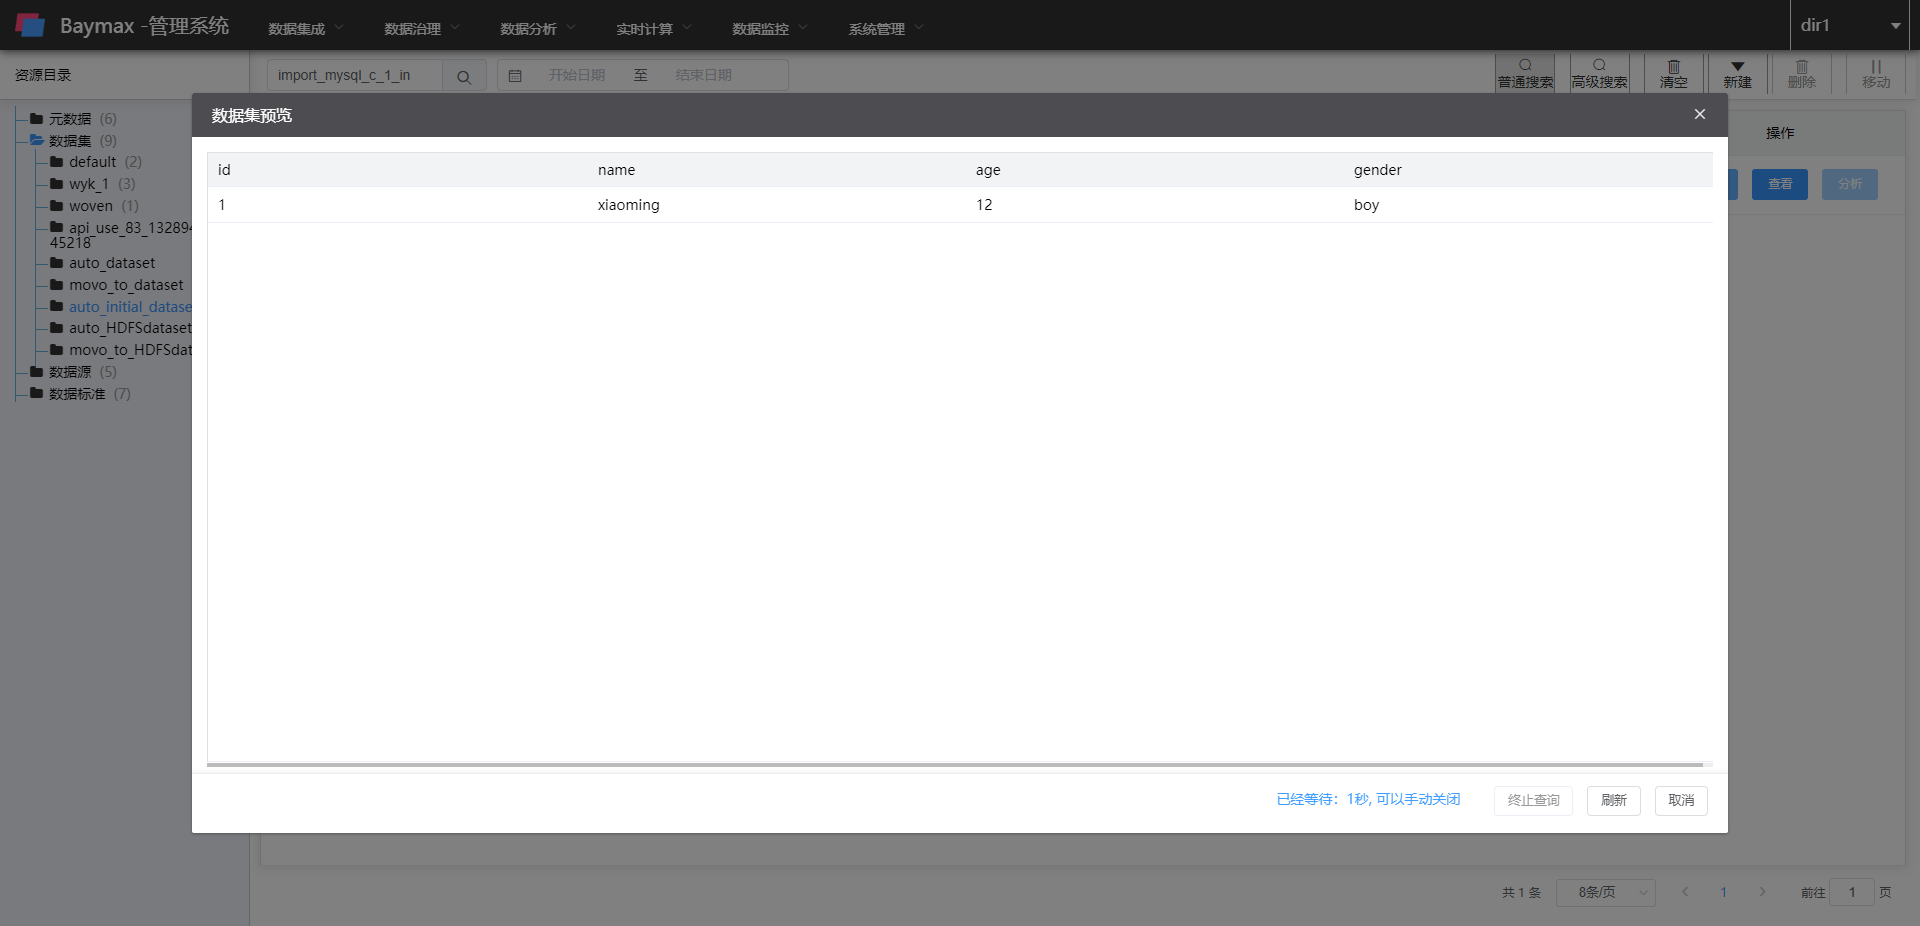 Baymax -管理系统
数据集成
数据治理
数据分析
实时计算
数据监控
系统管理
dir1
资源目录
import_mysql_c_1_in
开始日期
至
结束日期
普通搜索
高级搜索
清空
新建
删除
移动
元数据 (6)
数据集 (9)
default (2)
wyk_1 (3)
woven (1)
api_use_83_13289
45218
auto_dataset
movo_to_dataset
auto_initial_datase
auto_HDFSdataset
movo_to_HDFSdat
数据源 (5)
数据标准 (7)
操作
查看
分析
数据集预览
id name age gender
1 xiaoming 12 boy
已经等待：1秒, 可以手动关闭
终止查询
刷新
取消
共 1 条
8条/页
1
前往 1 页